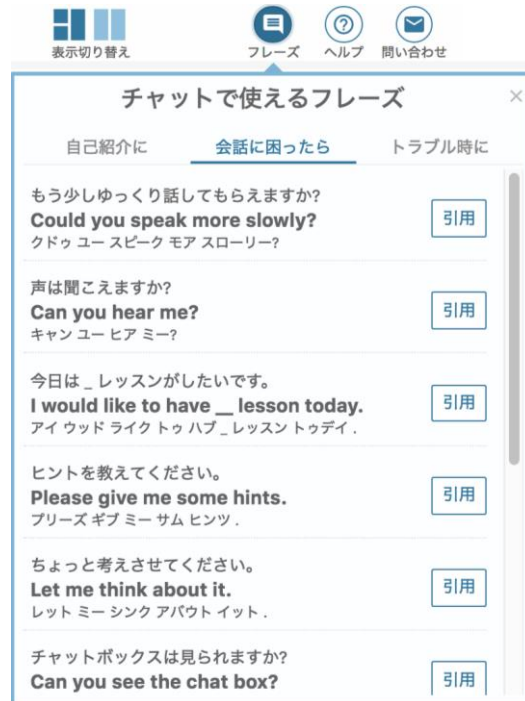 表示切り替え
フレーズ
ヘルプ
問い合わせ
チャットで使えるフレーズ
×
自己紹介に
会話に困ったら
トラブル時に
もう少しゆっくり話してもらえますか?
Could you speak more slowly?
クドゥ ユー スピーク モア スローリー?
引用
声は聞こえますか?
Can you hear me?
キャン ユー ヒア ミー?
引用
今日は _ レッスンがしたいです。
I would like to have __ lesson today.
アイ ウッド ライク トゥ ハブ _ レッスン トゥデイ .
引用
ヒントを教えてください。
Please give me some hints.
プリーズ ギブ ミー サム ヒンツ .
引用
ちょっと考えさせてください。
Let me think about it.
レット ミー シンク アバウト イット .
引用
チャットボックスは見られますか?
Can you see the chat box?
引用